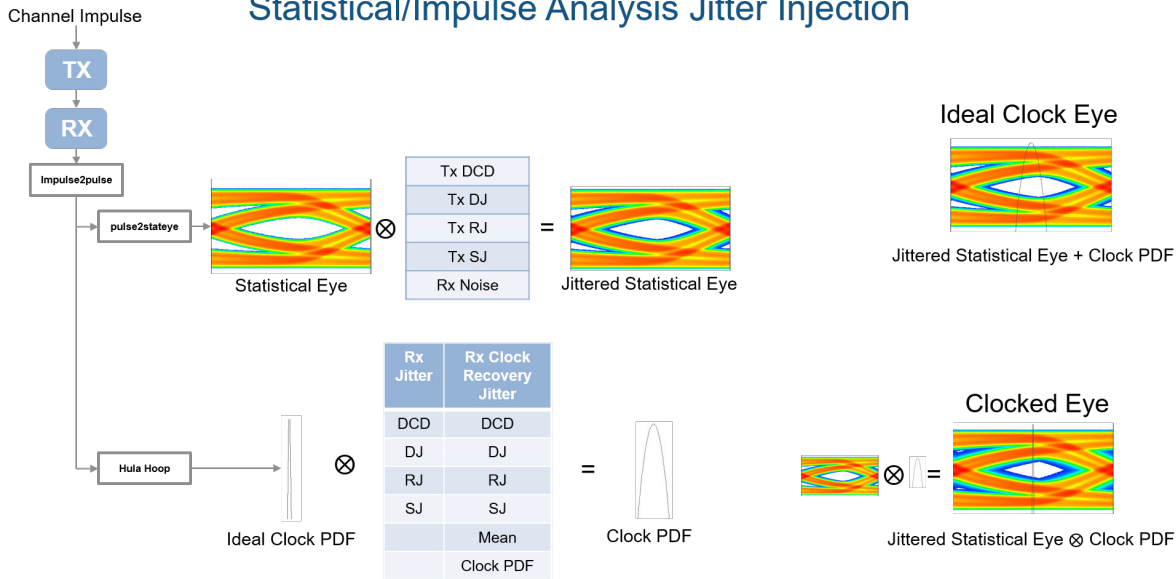 Statistical/Impulse Analysis Jitter Injection
Channel Impulse
TX
RX
Impulse2pulse
pulse2stateye
Statistical Eye
⊗
Tx DCD
Tx DJ
Tx RJ
Tx SJ
Rx Noise
=
Jittered Statistical Eye
Ideal Clock Eye
Jittered Statistical Eye + Clock PDF
Hula Hoop
Ideal Clock PDF
⊗
Rx Jitter
Rx Clock Recovery Jitter
DCD DCD
DJ DJ
RJ RJ
SJ SJ
Mean
Clock PDF
=
Clock PDF
Clocked Eye
⊗ =
Jittered Statistical Eye ⊗ Clock PDF